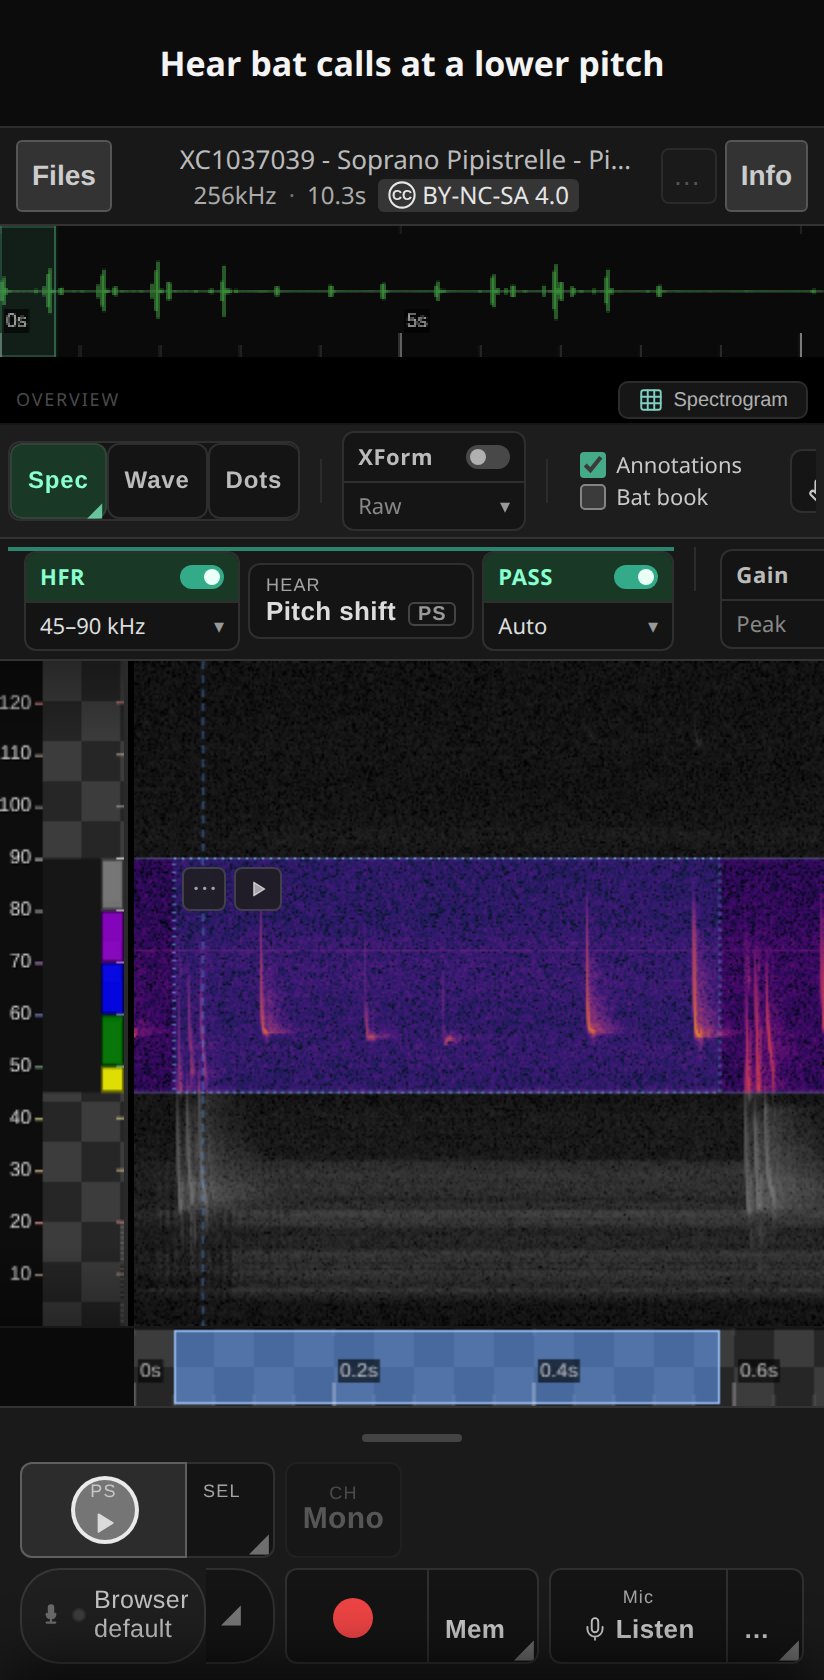 Hear bat calls at a lower pitch
Files
XC1037039 - Soprano Pipistrelle - Pi...
256kHz · 10.3s CC BY-NC-SA 4.0
...
Info
0s
5s
OVERVIEW
Spectrogram
Spec
Wave
Dots
XForm
Raw
Annotations
Bat book
HFR
45–90 kHz
HEAR
Pitch shift PS
PASS
Auto
Gain
Peak
120
110
100
90
80
70
60
50
40
30
20
10
...
0s
0.2s
0.4s
0.6s
PS
SEL
CH
Mono
Browser
default
Mem
Mic
Listen
...